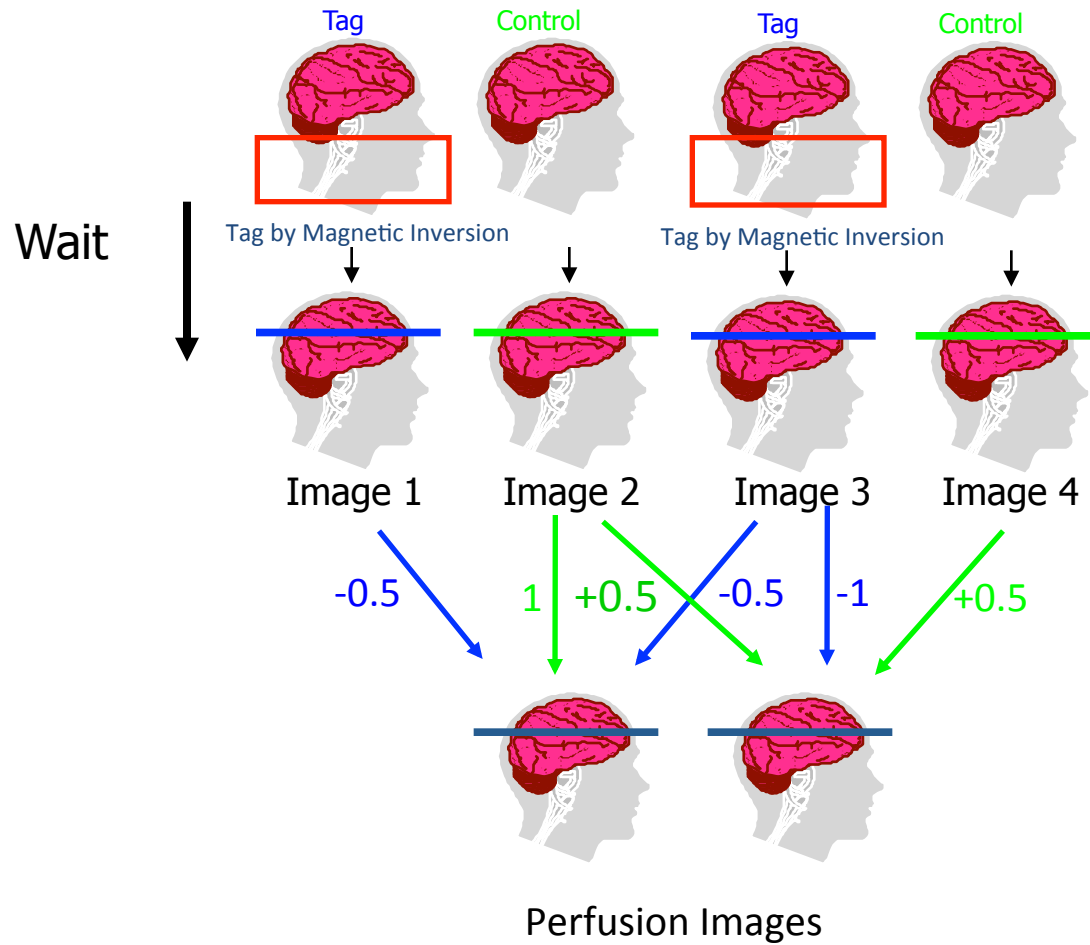 Tag
Control
Tag
Control
Wait
Tag by Magnetic Inversion
Tag by Magnetic Inversion
Image 1
Image 2
Image 3
Image 4
-0.5
1
+0.5
-0.5
-1
+0.5
Perfusion Images